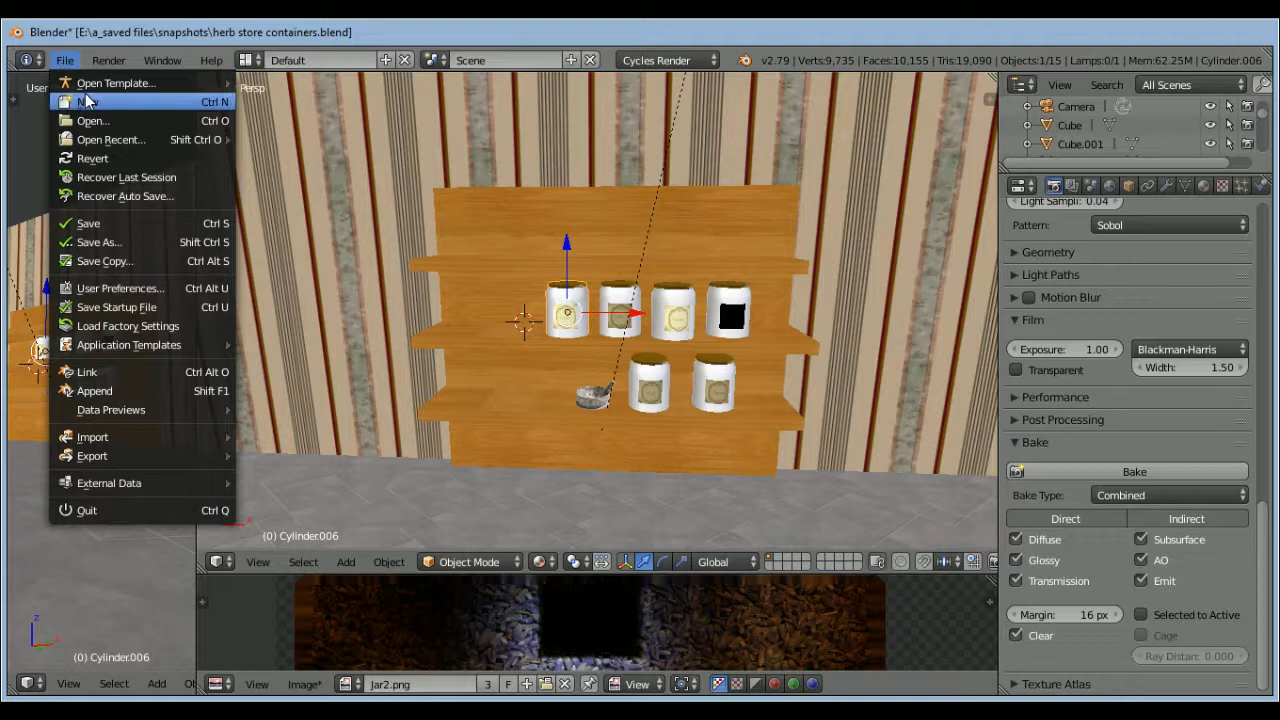 Blender* [E:\a_saved files\snapshots\herb store containers.blend]
File Render Window Help Default Scene Cycles Render v2.79 | Verts:9,735 | Faces:10,155 | Tris:19,090 | Objects:1/15 | Lamps:0/1 | Mem:62.25M | Cylinder.006
Open Template...
Ctrl N
Open... Ctrl O
Open Recent... Shift Ctrl O
Revert
Recover Last Session
Recover Auto Save...
Save Ctrl S
Save As... Shift Ctrl S
Save Copy... Ctrl Alt S
User Preferences... Ctrl Alt U
Save Startup File Ctrl U
Load Factory Settings
Application Templates
Link Ctrl Alt O
Append Shift F1
Data Previews
Import
Export
External Data
Quit Ctrl Q
User
Persp
(0) Cylinder.006
View Select Add Object Object Mode Global
(0) Cylinder.006
View Select Add
View Image* Jar2.png 3 F View
View Search All Scenes
Camera
Cube
Cube.001
Light Sampli: 0.04
Pattern: Sobol
Geometry
Light Paths
Motion Blur
Film
Exposure: 1.00 Blackman-Harris
Transparent Width: 1.50
Performance
Post Processing
Bake
Bake
Bake Type: Combined
Direct Indirect
Diffuse Subsurface
Glossy AO
Transmission Emit
Margin: 16 px Selected to Active
Clear Cage
Ray Distan: 0.000
Texture Atlas